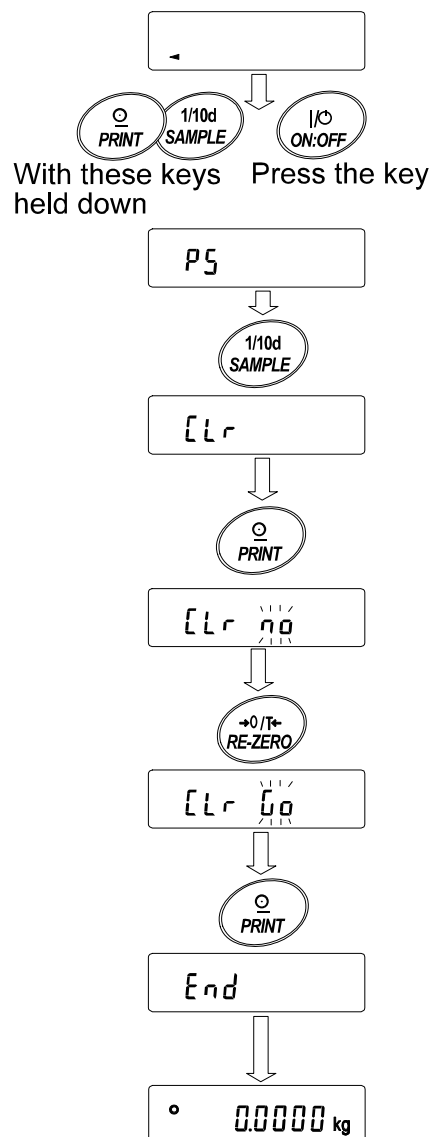 PRINT
1/10d
SAMPLE
ON:OFF
With these keys
held down
Press the key
PS
1/10d
SAMPLE
CLr
PRINT
CLr no
→0/T←
RE-ZERO
CLr Go
PRINT
End
0.0000 kg